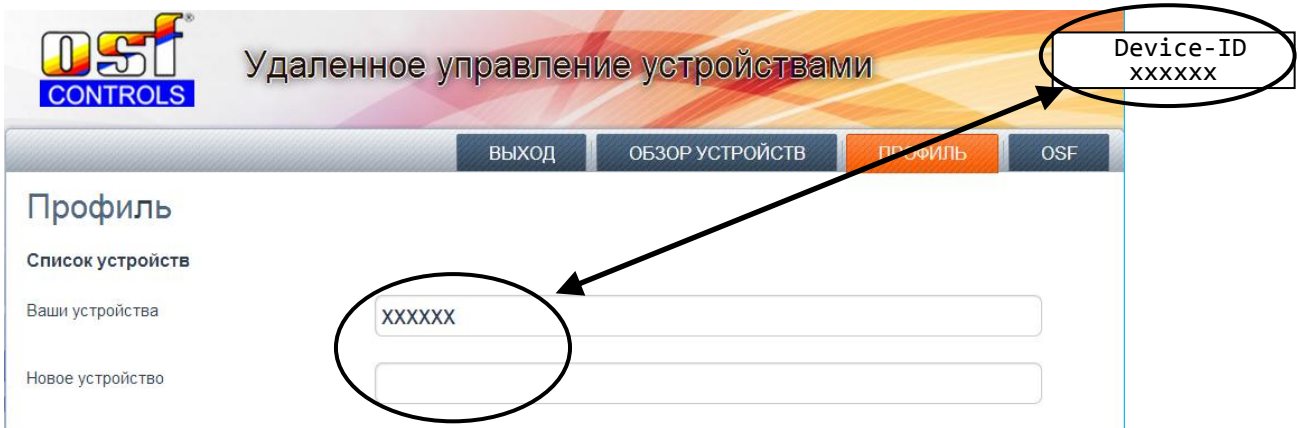 osf®
CONTROLS
Удаленное управление устройствами
Device-ID
xxxxxx
ВЫХОД
ОБЗОР УСТРОЙСТВ
ПРОФИЛЬ
OSF
Профиль
Список устройств
Ваши устройства
XXXXXX
Новое устройство